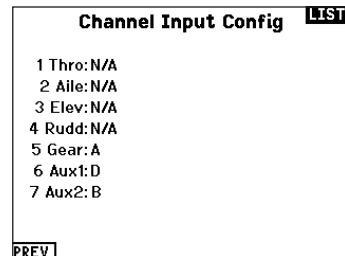 Channel Input Config LIST
1 Thro: N/A
2 Aile: N/A
3 Elev: N/A
4 Rudd: N/A
5 Gear: A
6 Aux1: D
7 Aux2: B
PREV